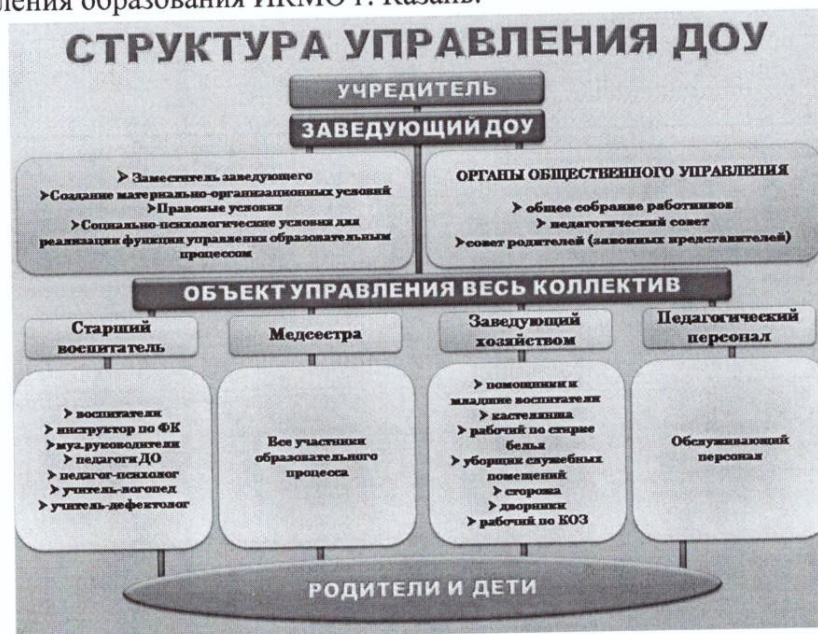 ления образования ИКМО г. Казань.
СТРУКТУРА УПРАВЛЕНИЯ ДОУ
УЧРЕДИТЕЛЬ
ЗАВЕДУЮЩИЙ ДОУ
➤ Заместитель заведующего
➤Создание материально-организационных условий
➤Правовые условия
➤Социально-психологические условия для
реализации функции управления образовательным
процессом
ОРГАНЫ ОБЩЕСТВЕННОГО УПРАВЛЕНИЯ
➤ общее собрание работников
➤ педагогический совет
➤совет родителей (законных представителей)
ОБЪЕКТ УПРАВЛЕНИЯ ВЕСЬ КОЛЛЕКТИВ
Старший
воспитатель
Медсестра
Заведующий
хозяйством
Педагогический
персонал
➤ воспитатели
➤ инструктор по ФК
➤муз.руководители
➤ педагоги ДО
➤ педагог-психолог
➤ учитель-логопед
➤ учитель-дефектолог
Все участники
образовательного
процесса
➤ помощники и
младшие воспитатели
➤ кастелянша
➤ рабочий по стирке
белья
➤ уборщик служебных
помещений
➤ сторожа
➤ дворники
➤ рабочий по КОЗ
Обслуживающий
персонал
РОДИТЕЛИ И ДЕТИ